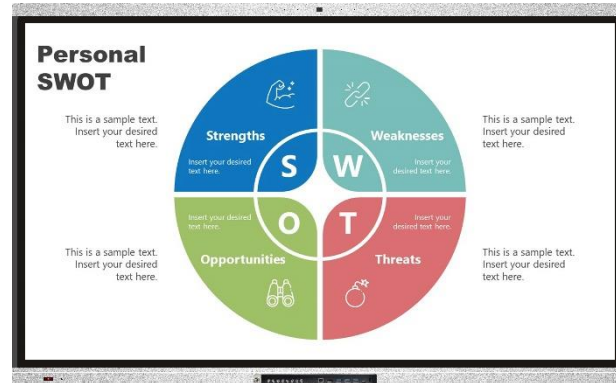 Personal
SWOT
This is a sample text.
Insert your desired
text here.
Strengths
Insert your desired
text here.
S
Weaknesses
Insert your
desired text here.
W
This is a sample text.
Insert your desired
text here.
This is a sample text.
Insert your desired
text here.
Insert your desired
text here.
O
Opportunities
Insert your
desired text here.
T
Threats
This is a sample text.
Insert your desired
text here.